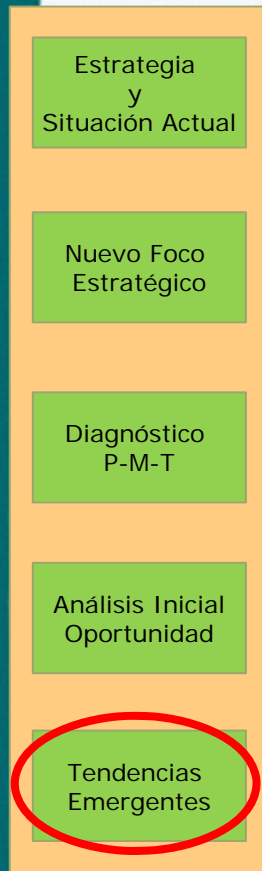 Estrategia
y
Situación Actual
Nuevo Foco
Estratégico
Diagnóstico
P-M-T
Análisis Inicial
Oportunidad
Tendencias
Emergentes